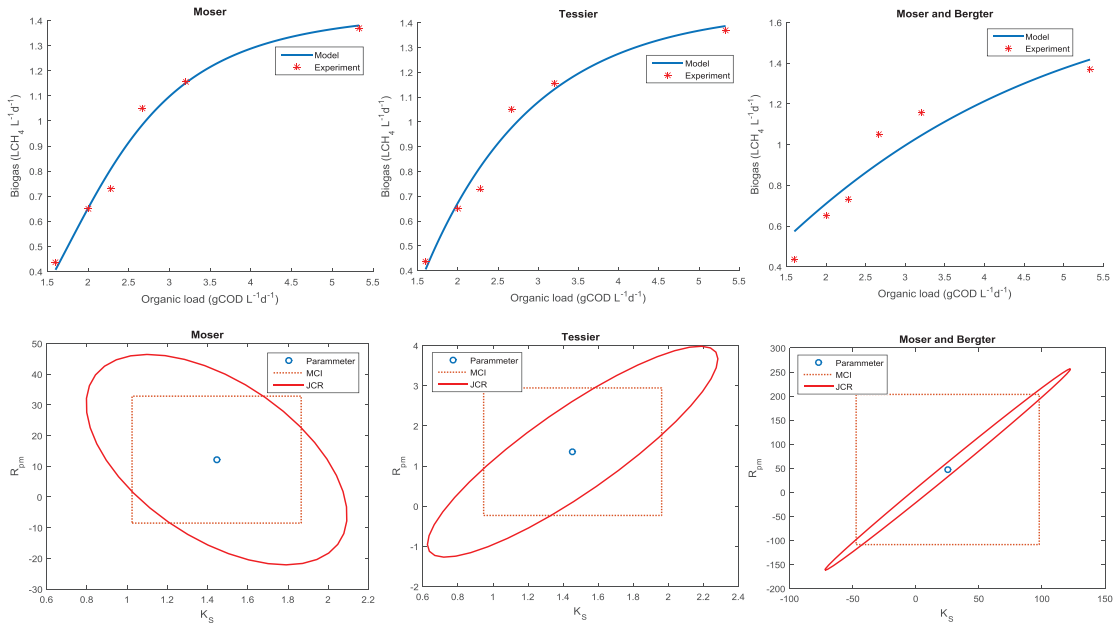 Moser
1.4
1.3
1.2
1.1
1
0.9
0.8
0.7
0.6
0.5
0.4
Biogas (LCH4 L-1d-1)
Model
Experiment
1.5 2 2.5 3 3.5 4 4.5 5 5.5
Organic load (gCOD L-1d-1)
Tessier
1.4
1.3
1.2
1.1
1
0.9
0.8
0.7
0.6
0.5
0.4
Biogas (LCH4 L-1d-1)
Model
Experiment
1.5 2 2.5 3 3.5 4 4.5 5 5.5
Organic load (gCOD L-1d-1)
Moser and Bergter
1.6
1.4
1.2
1
0.8
0.6
0.4
Biogas (LCH4 L-1d-1)
Model
Experiment
1.5 2 2.5 3 3.5 4 4.5 5 5.5
Organic load (gCOD L-1d-1)
Moser
50
40
30
20
10
0
-10
-20
-30
Rpm
Parammeter
MCI
JCR
0.6 0.8 1 1.2 1.4 1.6 1.8 2 2.2
KS
Tessier
4
3
2
1
0
-1
-2
Rpm
Parammeter
MCI
JCR
0.6 0.8 1 1.2 1.4 1.6 1.8 2 2.2 2.4
KS
Moser and Bergter
300
250
200
150
100
50
0
-50
-100
-150
-200
Rpm
Parammeter
MCI
JCR
-100 -50 0 50 100 150
KS